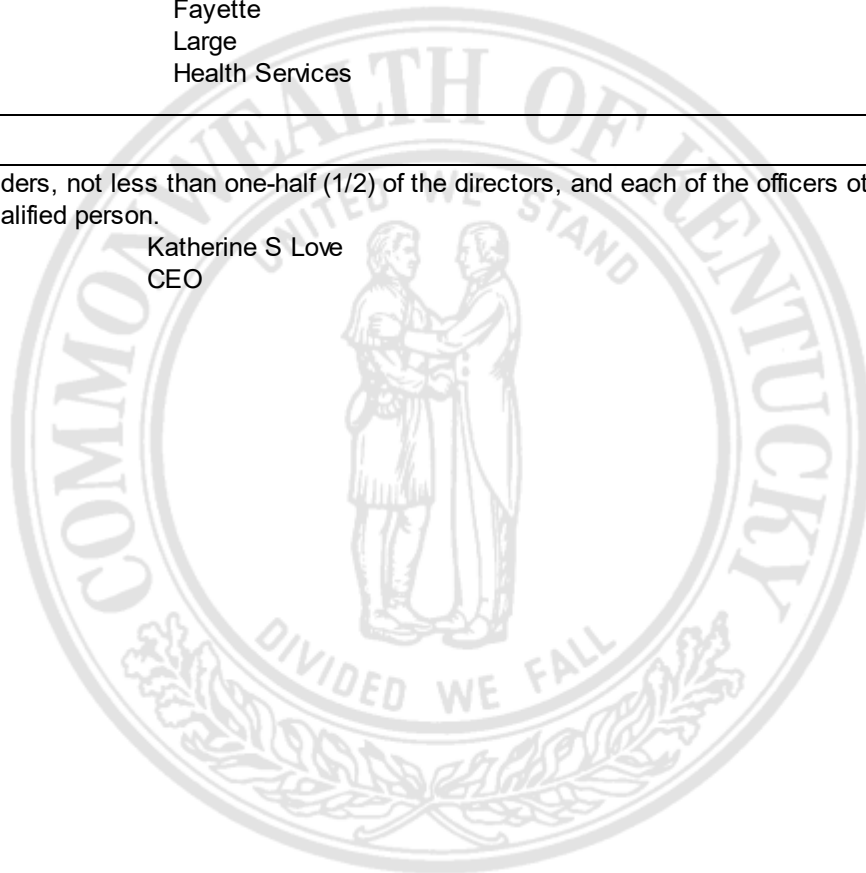 Fayette
Large
Health Services
ders, not less than one-half (1/2) of the directors, and each of the officers ot
alified person.
Katherine S Love
CEO
COMMONWEALTH OF KENTUCKY
UNITED WE STAND
DIVIDED WE FALL